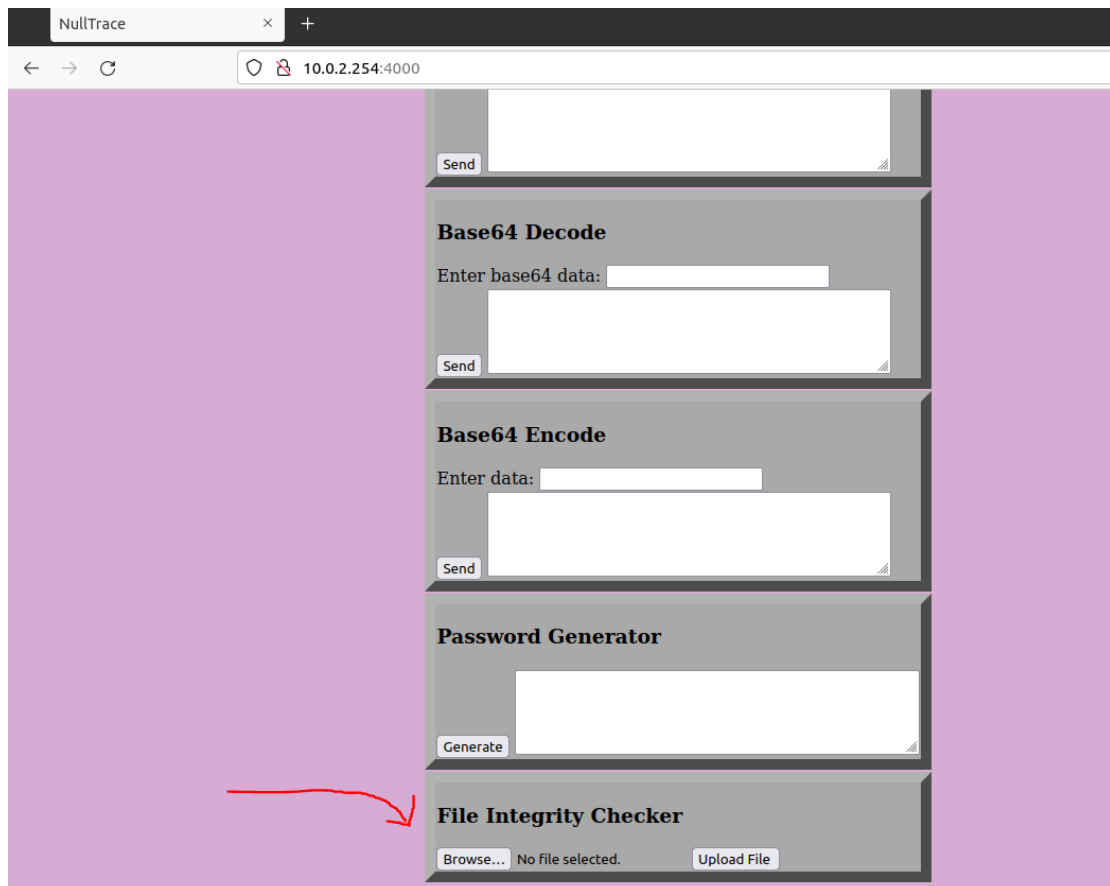 NullTrace × +
10.0.2.254:4000
Send
Base64 Decode
Enter base64 data:
Send
Base64 Encode
Enter data:
Send
Password Generator
Generate
File Integrity Checker
Browse... No file selected. Upload File